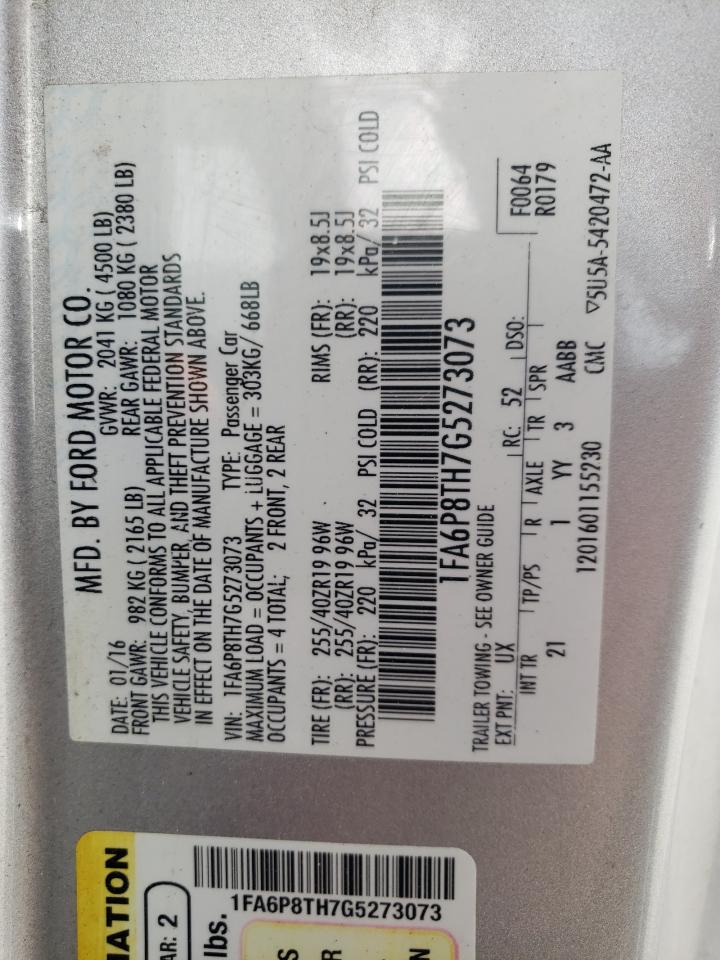 MFD. BY FORD MOTOR CO.
DATE: 01/16 GVWR: 2041 KG ( 4500 LB)
FRONT GAWR: 982 KG ( 2165 LB) REAR GAWR: 1080 KG ( 2380 LB)
THIS VEHICLE CONFORMS TO ALL APPLICABLE FEDERAL MOTOR
VEHICLE SAFETY, BUMPER, AND THEFT PREVENTION STANDARDS
IN EFFECT ON THE DATE OF MANUFACTURE SHOWN ABOVE.
VIN: 1FA6P8TH7G5273073 TYPE: Passenger Car
MAXIMUM LOAD = OCCUPANTS + LUGGAGE = 303KG/ 668LB
OCCUPANTS = 4 TOTAL; 2 FRONT, 2 REAR
TIRE (FR): 255/40ZR19 96W RIMS (FR): 19x8.5J
(RR): 255/40ZR19 96W (RR): 19x8.5J
PRESSURE (FR): 220 kPa/ 32 PSI COLD (RR): 220 kPa/ 32 PSI COLD
1FA6P8TH7G5273073
TRAILER TOWING - SEE OWNER GUIDE
F0064
R0179
EXT PNT: UX RC: 52 DSO:
INT TR TP/PS R AXLE TR SPR
21 1 YY 3 AABB
1201601155230 CMC ▽5U5A-5420472-AA
MATION
AR: 2
lbs.
1FA6P8TH7G5273073